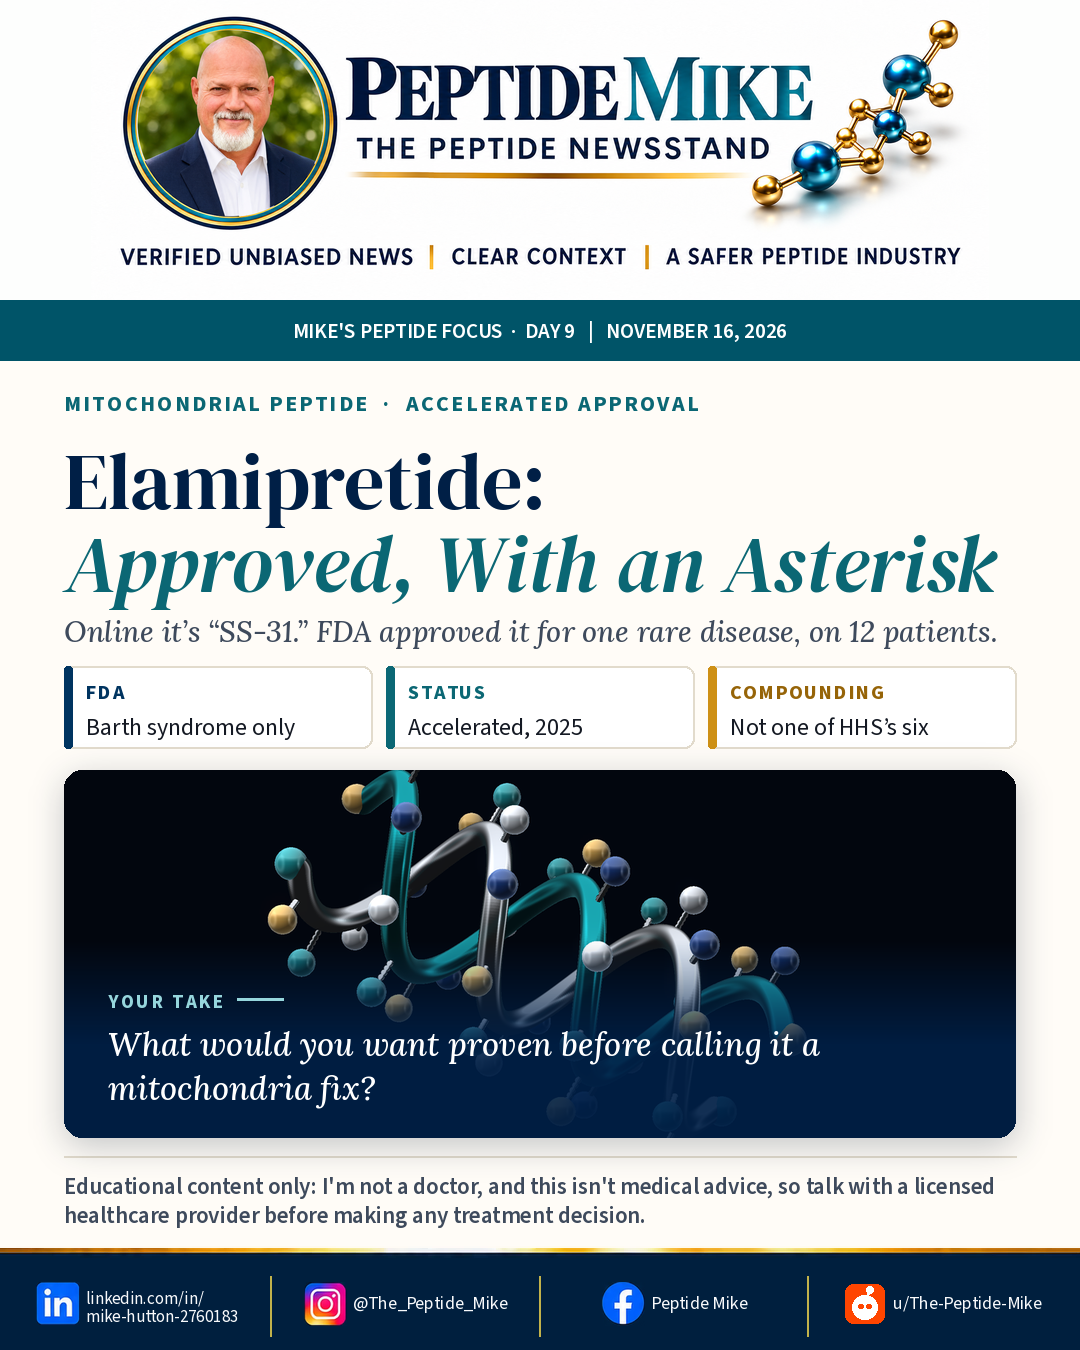 PEPTIDEMIKE
THE PEPTIDE NEWSSTAND
VERIFIED UNBIASED NEWS | CLEAR CONTEXT | A SAFER PEPTIDE INDUSTRY
MIKE'S PEPTIDE FOCUS · DAY 9 | NOVEMBER 16, 2026
MITOCHONDRIAL PEPTIDE · ACCELERATED APPROVAL
Elamipretide:
Approved, With an Asterisk
Online it’s “SS-31.” FDA approved it for one rare disease, on 12 patients.
FDA
Barth syndrome only
STATUS
Accelerated, 2025
COMPOUNDING
Not one of HHS’s six
YOUR TAKE
What would you want proven before calling it a
mitochondria fix?
Educational content only: I'm not a doctor, and this isn't medical advice, so talk with a licensed
healthcare provider before making any treatment decision.
in
linkedin.com/in/
mike-hutton-2760183
@The_Peptide_Mike
Peptide Mike
u/The-Peptide-Mike